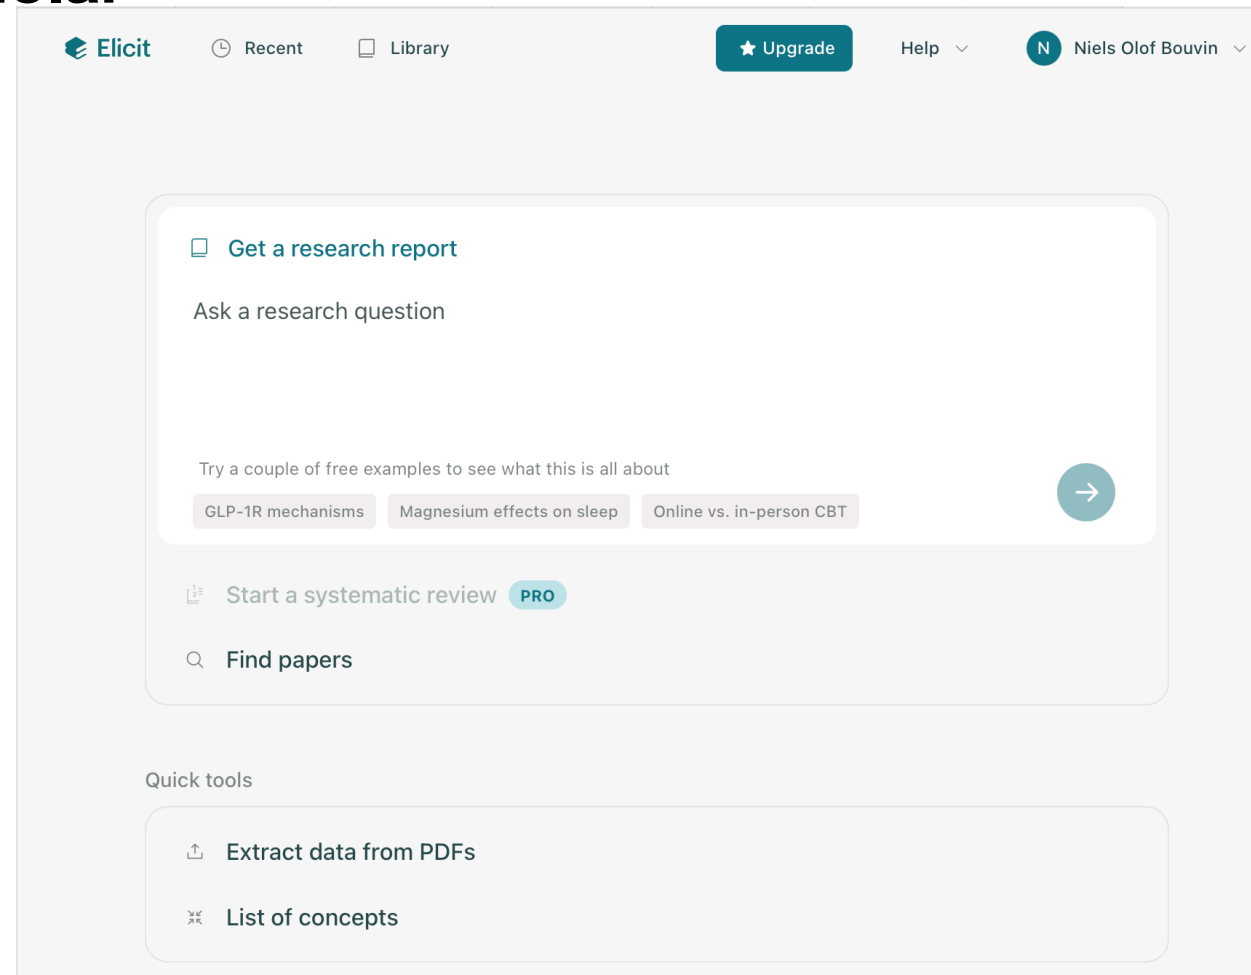 Elicit Recent Library Upgrade Help N Niels Olof Bouvin
Get a research report
Ask a research question
Try a couple of free examples to see what this is all about
GLP-1R mechanisms Magnesium effects on sleep Online vs. in-person CBT
Start a systematic review PRO
Find papers
Quick tools
Extract data from PDFs
List of concepts